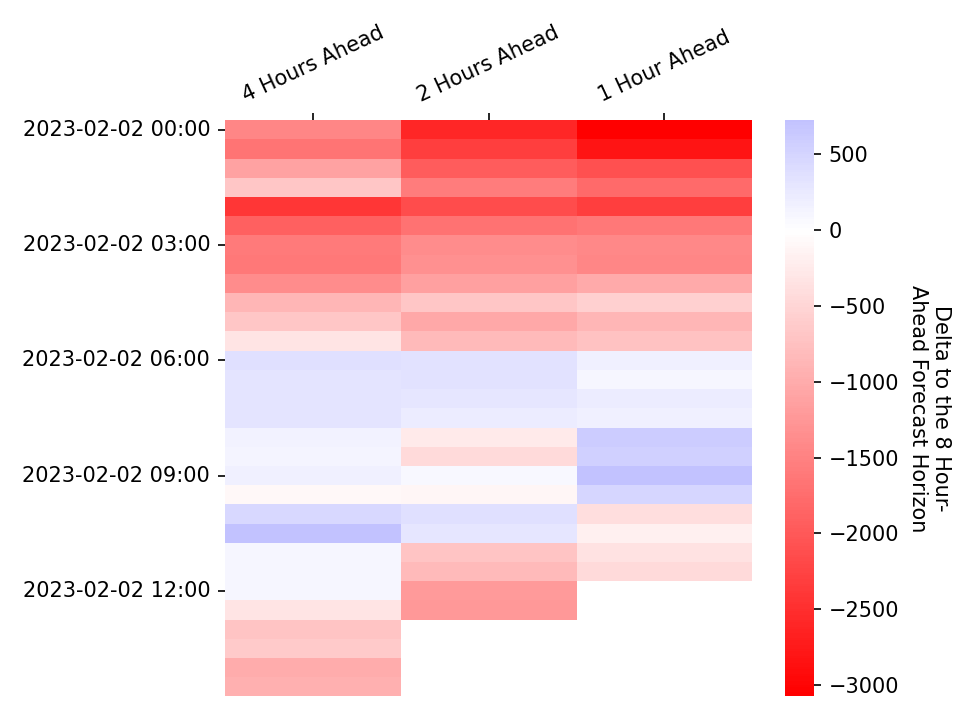 4 Hours Ahead
2 Hours Ahead
1 Hour Ahead
2023-02-02 00:00
2023-02-02 03:00
2023-02-02 06:00
2023-02-02 09:00
2023-02-02 12:00
500
0
−500
−1000
−1500
−2000
−2500
−3000
Delta to the 8 Hour-
Ahead Forecast Horizon